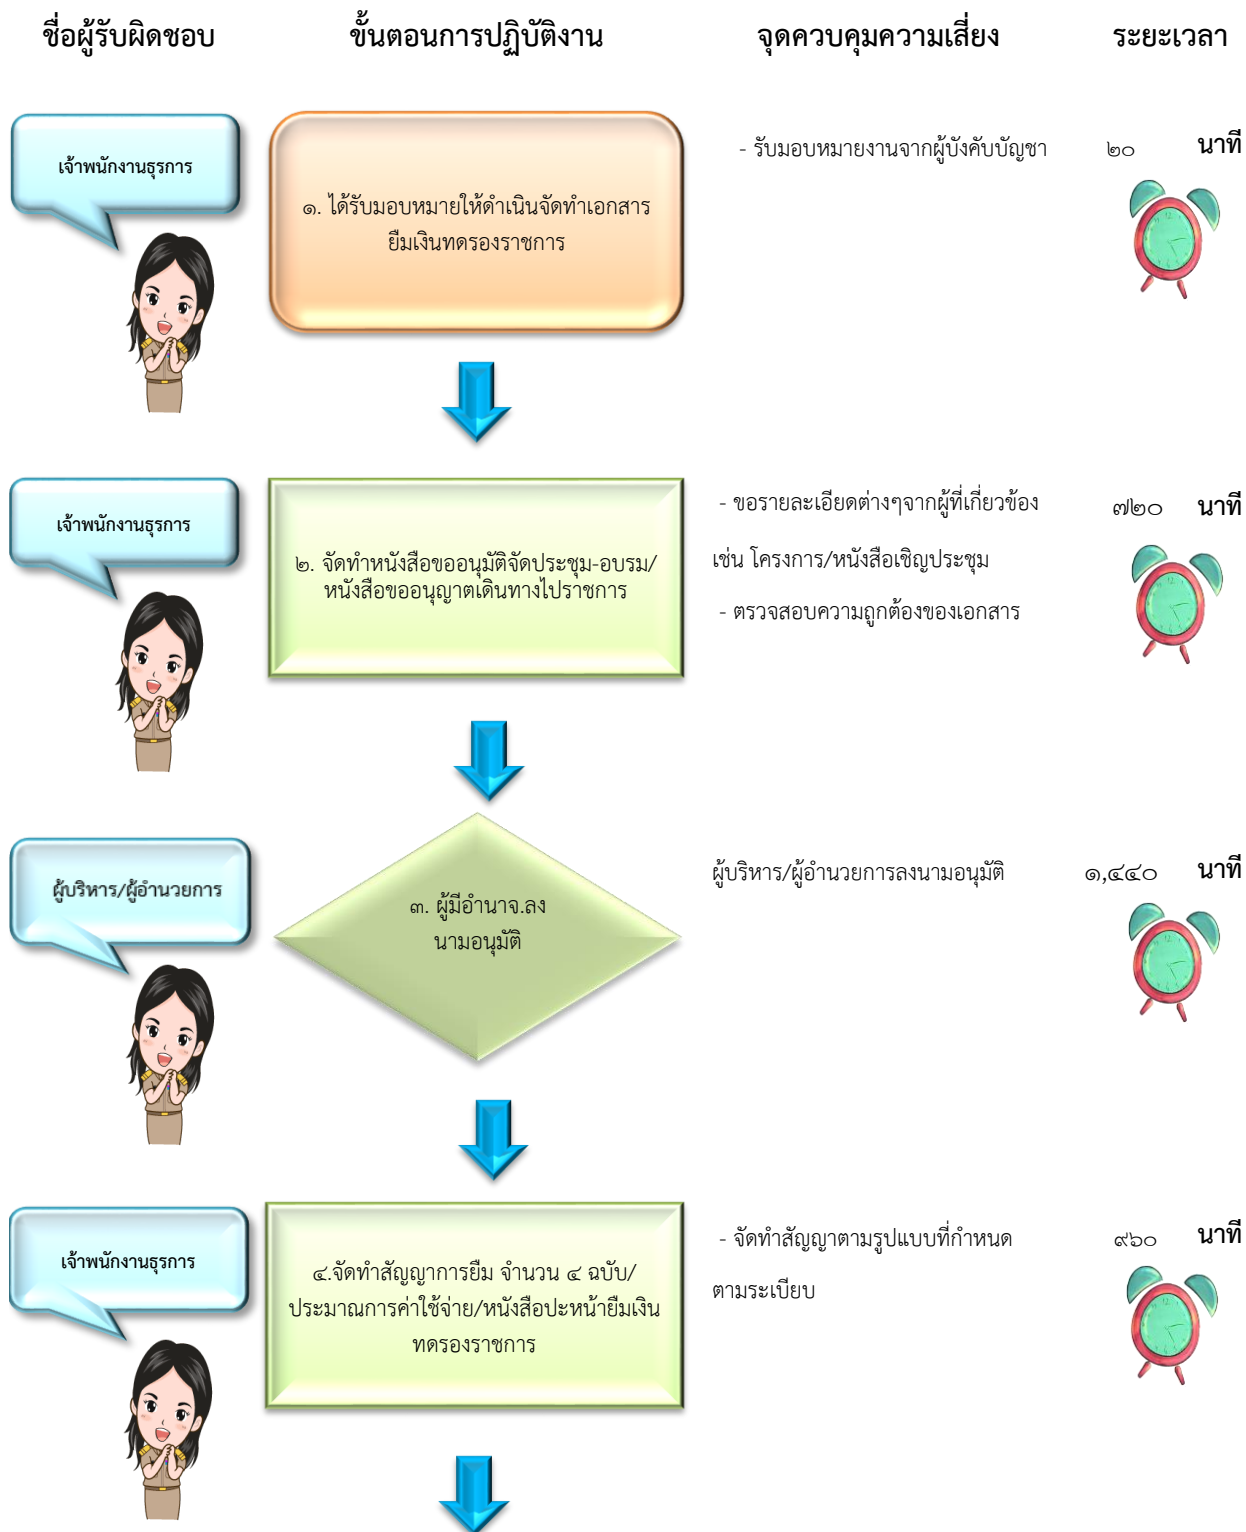 ชื่อผู้รับผิดชอบ ขั้นตอนการปฏิบัติงาน จุดควบคุมความเสี่ยง ระยะเวลา
เจ้าพนักงานธุรการ
๑. ได้รับมอบหมายให้ดำเนินจัดทำเอกสาร
ยืมเงินทดรองราชการ
- รับมอบหมายงานจากผู้บังคับบัญชา
๒๐ นาที
เจ้าพนักงานธุรการ
๒. จัดทำหนังสือขออนุมัติจัดประชุม-อบรม/
หนังสือขออนุญาตเดินทางไปราชการ
- ขอรายละเอียดต่างๆจากผู้ที่เกี่ยวข้อง
เช่น โครงการ/หนังสือเชิญประชุม
- ตรวจสอบความถูกต้องของเอกสาร
๗๒๐ นาที
ผู้บริหาร/ผู้อำนวยการ
๓. ผู้มีอำนาจ.ลง
นามอนุมัติ
ผู้บริหาร/ผู้อำนวยการลงนามอนุมัติ
๑,๔๔๐ นาที
เจ้าพนักงานธุรการ
๔.จัดทำสัญญาการยืม จำนวน ๔ ฉบับ/
ประมาณการค่าใช้จ่าย/หนังสือปะหน้ายืมเงิน
ทดรองราชการ
- จัดทำสัญญาตามรูปแบบที่กำหนด
ตามระเบียบ
๙๖๐ นาที